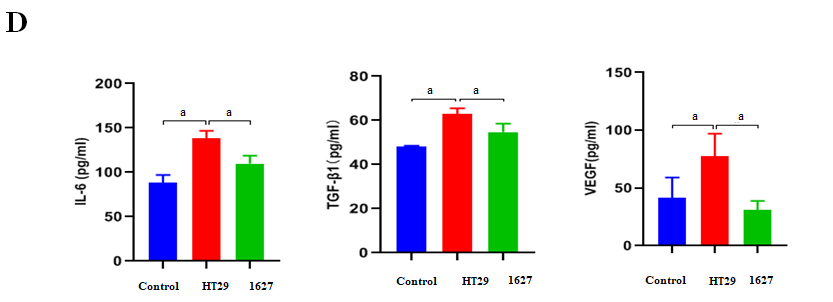 D
IL-6 (pg/ml)
200
150
100
50
0
a a
Control HT29 1627
TGF-β1(pg/ml)
80
60
40
20
0
a a
Control HT29 1627
VEGF(pg/ml)
150
100
50
0
a a
Control HT29 1627